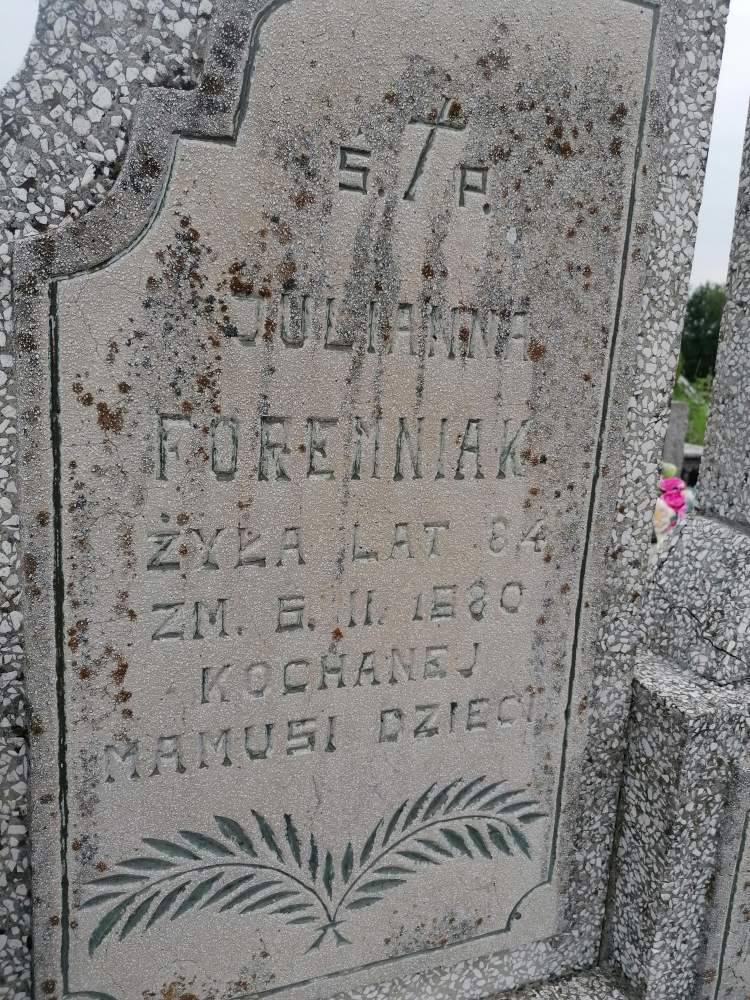 Ś. P.
JULIANNA
FOREMNIAK
ŻYŁA LAT 84
ZM. 6. II. 1980
KOCHANEJ
MAMUSI DZIECI